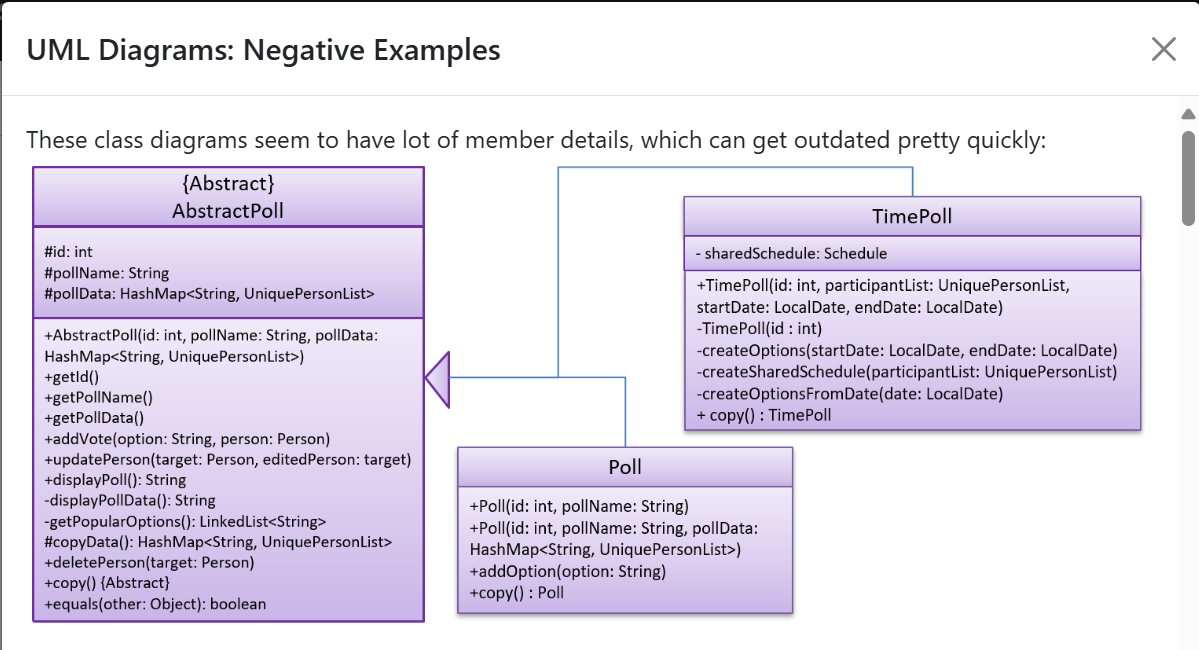 UML Diagrams: Negative Examples
These class diagrams seem to have lot of member details, which can get outdated pretty quickly:
{Abstract}
AbstractPoll
#id: int
#pollName: String
#pollData: HashMap<String, UniquePersonList>
+AbstractPoll(id: int, pollName: String, pollData:
HashMap<String, UniquePersonList>)
+getId()
+getPollName()
+getPollData()
+addVote(option: String, person: Person)
+updatePerson(target: Person, editedPerson: target)
+displayPoll(): String
-displayPollData(): String
-getPopularOptions(): LinkedList<String>
#copyData(): HashMap<String, UniquePersonList>
+deletePerson(target: Person)
+copy() {Abstract}
+equals(other: Object): boolean
TimePoll
- sharedSchedule: Schedule
+TimePoll(id: int, participantList: UniquePersonList,
startDate: LocalDate, endDate: LocalDate)
-TimePoll(id : int)
-createOptions(startDate: LocalDate, endDate: LocalDate)
-createSharedSchedule(participantList: UniquePersonList)
-createOptionsFromDate(date: LocalDate)
+ copy() : TimePoll
Poll
+Poll(id: int, pollName: String)
+Poll(id: int, pollName: String, pollData:
HashMap<String, UniquePersonList>)
+addOption(option: String)
+copy() : Poll